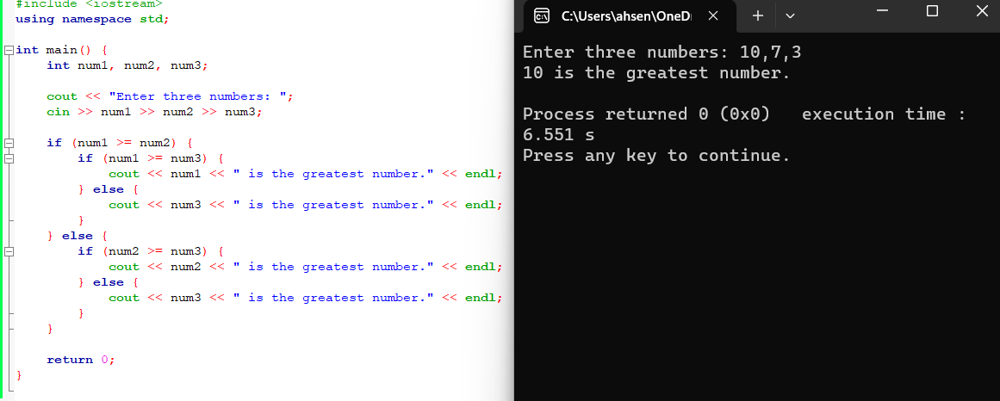 #include <iostream>
using namespace std;
int main() {
int num1, num2, num3;
cout << "Enter three numbers: ";
cin >> num1 >> num2 >> num3;
if (num1 >= num2) {
if (num1 >= num3) {
cout << num1 << " is the greatest number." << endl;
} else {
cout << num3 << " is the greatest number." << endl;
}
} else {
if (num2 >= num3) {
cout << num2 << " is the greatest number." << endl;
} else {
cout << num3 << " is the greatest number." << endl;
}
}
return 0;
}
C:\Users\ahsen\OneD
Enter three numbers: 10,7,3
10 is the greatest number.
Process returned 0 (0x0)   execution time :
6.551 s
Press any key to continue.